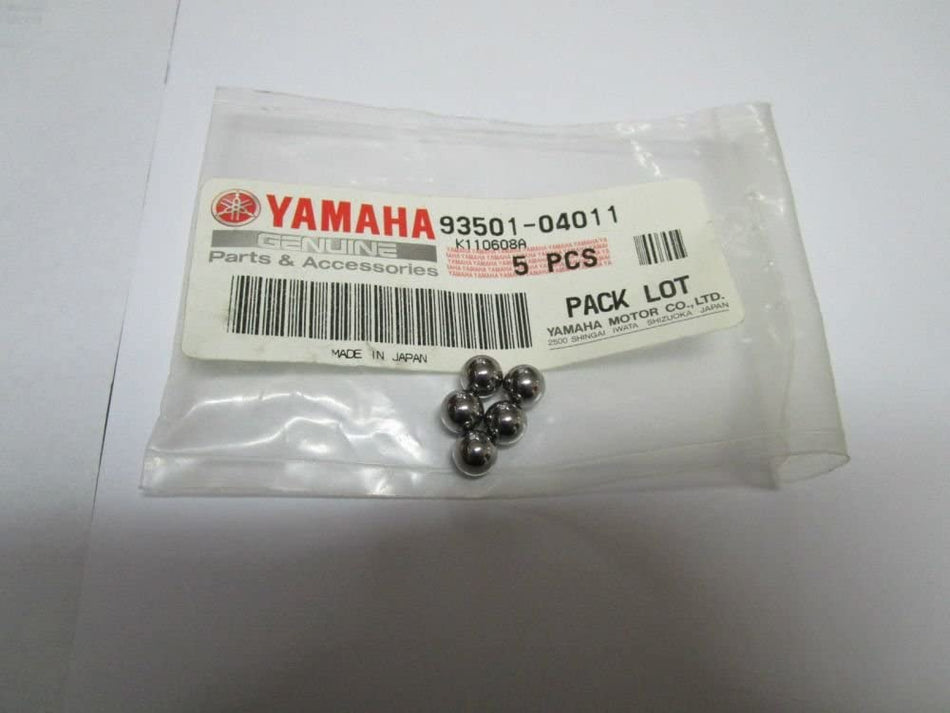 YAMAHA 93501-04011
GENUINE K110608A
Parts & Accessories 5 PCS
PACK LOT
YAMAHA MOTOR CO.,LTD.
2500 SHINGAI IWATA SHIZUOKA JAPAN
MADE IN JAPAN